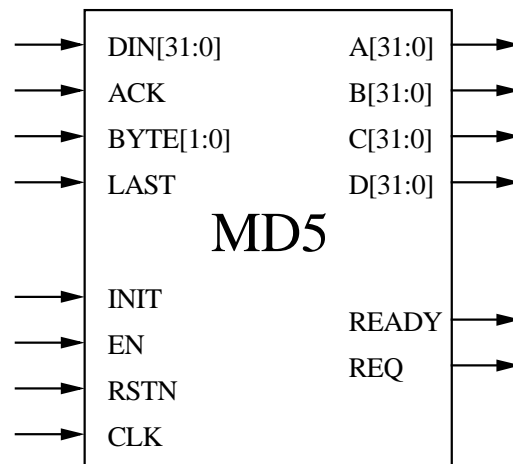 DIN[31:0] A[31:0]
ACK B[31:0]
BYTE[1:0] C[31:0]
LAST D[31:0]
MD5
INIT
READY
EN
REQ
RSTN
CLK